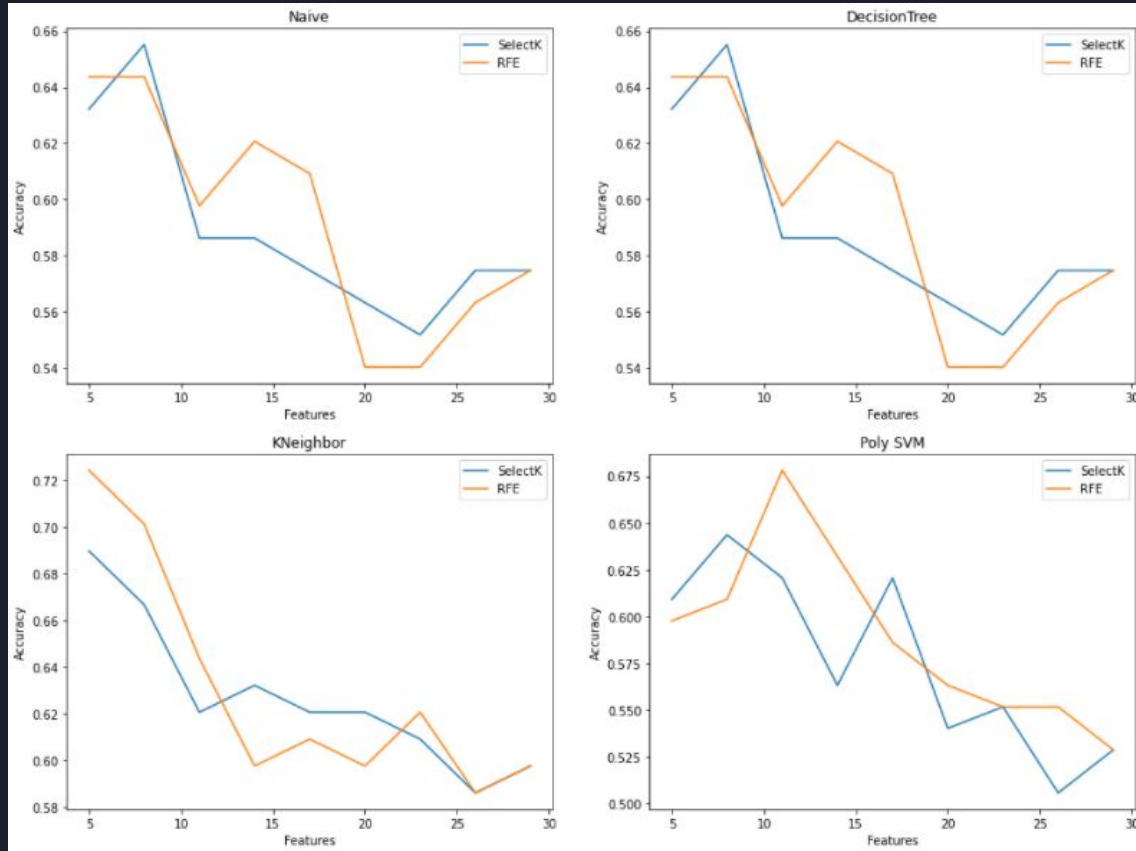 Naive
0.66
0.64
0.62
0.60
0.58
0.56
0.54
Accuracy
SelectK
RFE
5
10
15
20
25
30
Features
DecisionTree
0.66
0.64
0.62
0.60
0.58
0.56
0.54
Accuracy
SelectK
RFE
5
10
15
20
25
30
Features
KNeighbor
0.72
0.70
0.68
0.66
0.64
0.62
0.60
0.58
Accuracy
SelectK
RFE
5
10
15
20
25
30
Features
Poly SVM
0.675
0.650
0.625
0.600
0.575
0.550
0.525
0.500
Accuracy
SelectK
RFE
5
10
15
20
25
30
Features